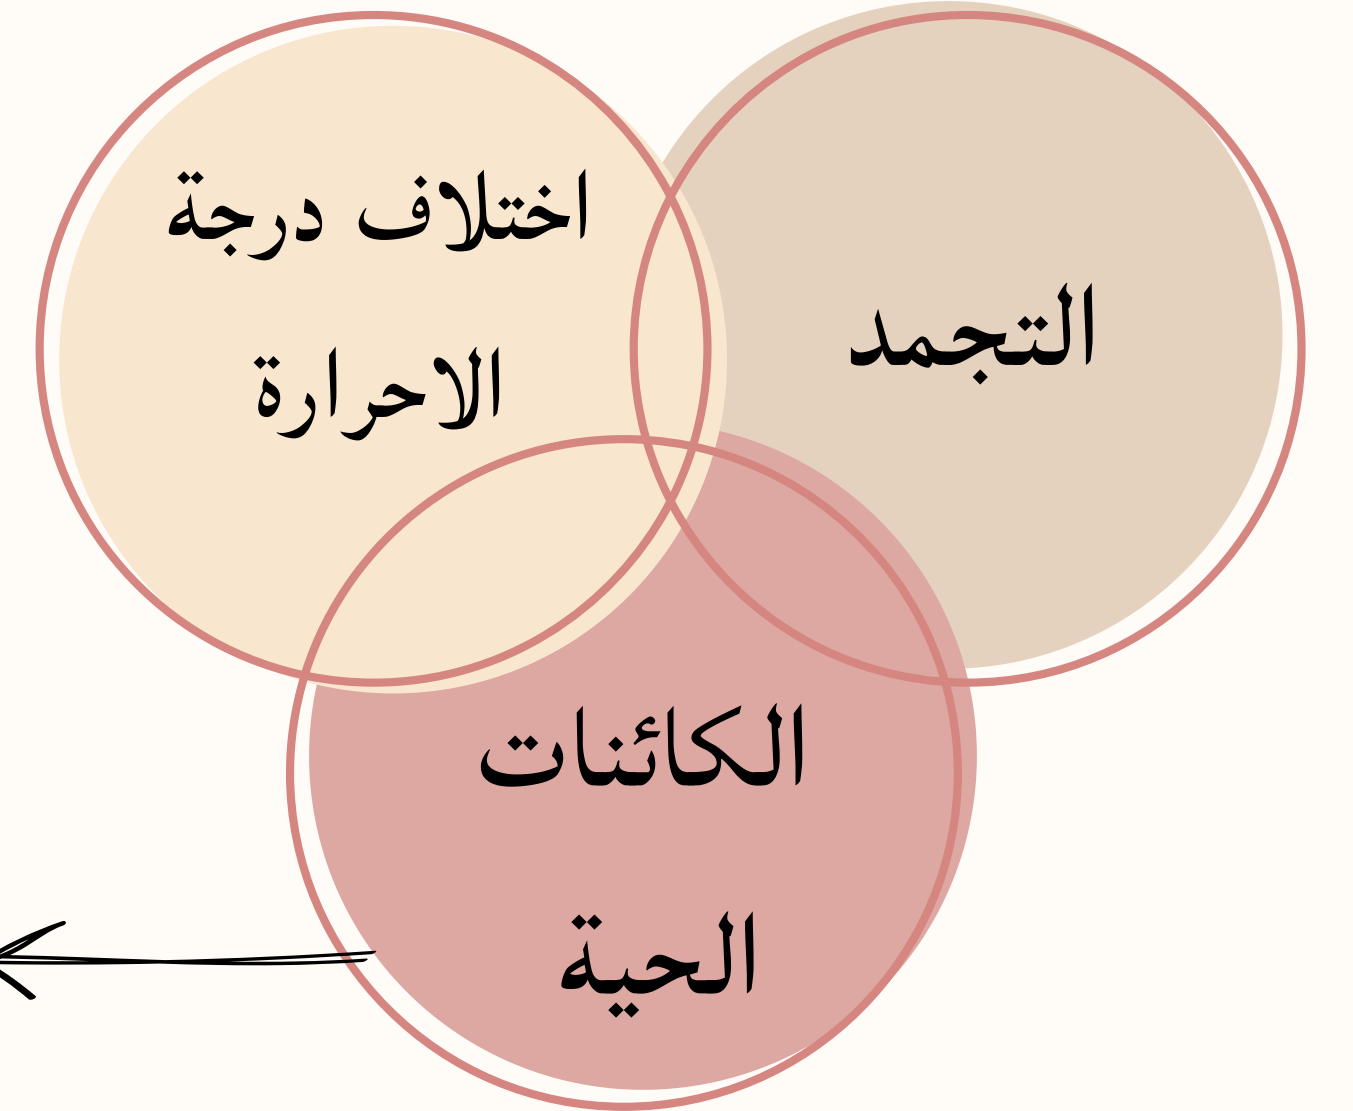 اختلاف درجة
الاحرارة
التجمد
الكائنات
الحية